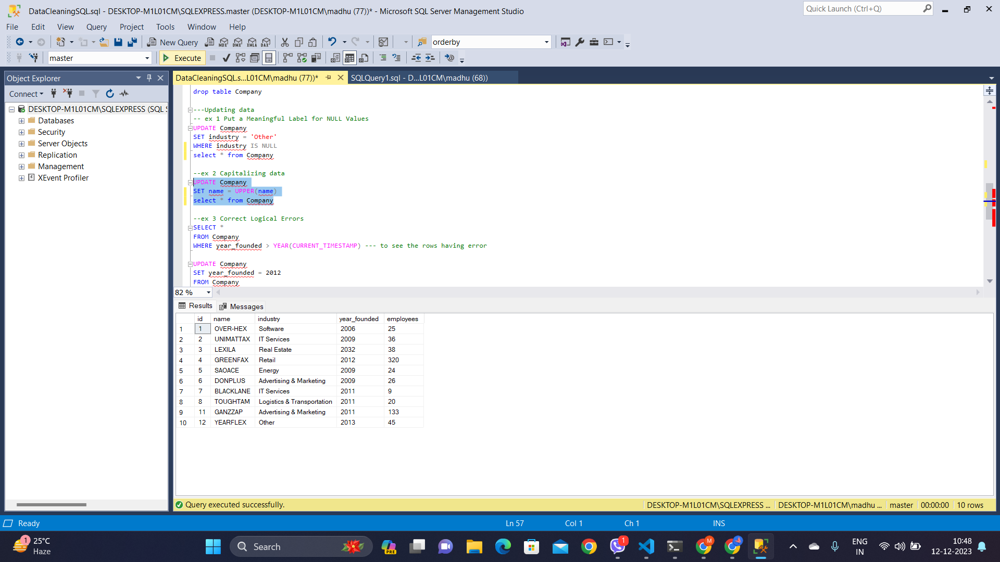 DataCleaningSQL.sql - DESKTOP-M1L01CM\SQLEXPRESS.master (DESKTOP-M1L01CM\madhu (77))* - Microsoft SQL Server Management Studio
Quick Launch (Ctrl+Q)
File Edit View Query Project Tools Window Help
New Query
MDX DMX XMLA DAX
orderby
master
Execute
Object Explorer
DataCleaningSQL.s...L01CM\madhu (77))*
SQLQuery1.sql - D...L01CM\madhu (68))
Connect
DESKTOP-M1L01CM\SQLEXPRESS (SQL S
Databases
Security
Server Objects
Replication
Management
XEvent Profiler
drop table Company
---Updating data
-- ex 1 Put a Meaningful Label for NULL Values
UPDATE Company
SET industry = 'Other'
WHERE industry IS NULL
select * from Company
--ex 2 Capitalizing data
UPDATE Company
SET name = UPPER(name)
select * from Company
--ex 3 Correct Logical Errors
SELECT *
FROM Company
WHERE year_founded > YEAR(CURRENT_TIMESTAMP) --- to see the rows having error
UPDATE Company
SET year_founded = 2012
FROM Company
82 %
Results Messages
id name industry year_founded employees
1 1 OVER-HEX Software 2006 25
2 2 UNIMATTAX IT Services 2009 36
3 3 LEXILA Real Estate 2032 38
4 4 GREENFAX Retail 2012 320
5 5 SAOACE Energy 2009 24
6 6 DONPLUS Advertising & Marketing 2009 26
7 7 BLACKLANE IT Services 2011 9
8 8 TOUGHTAM Logistics & Transportation 2011 20
9 11 GANZZAP Advertising & Marketing 2011 133
10 12 YEARFLEX Other 2013 45
Query executed successfully.
DESKTOP-M1L01CM\SQLEXPRESS ... DESKTOP-M1L01CM\madhu ... master 00:00:00 10 rows
Ready
Ln 57 Col 1 Ch 1 INS
1
25°C
Haze
Search
PRE
1
M
ENG
IN
10:48
12-12-2023